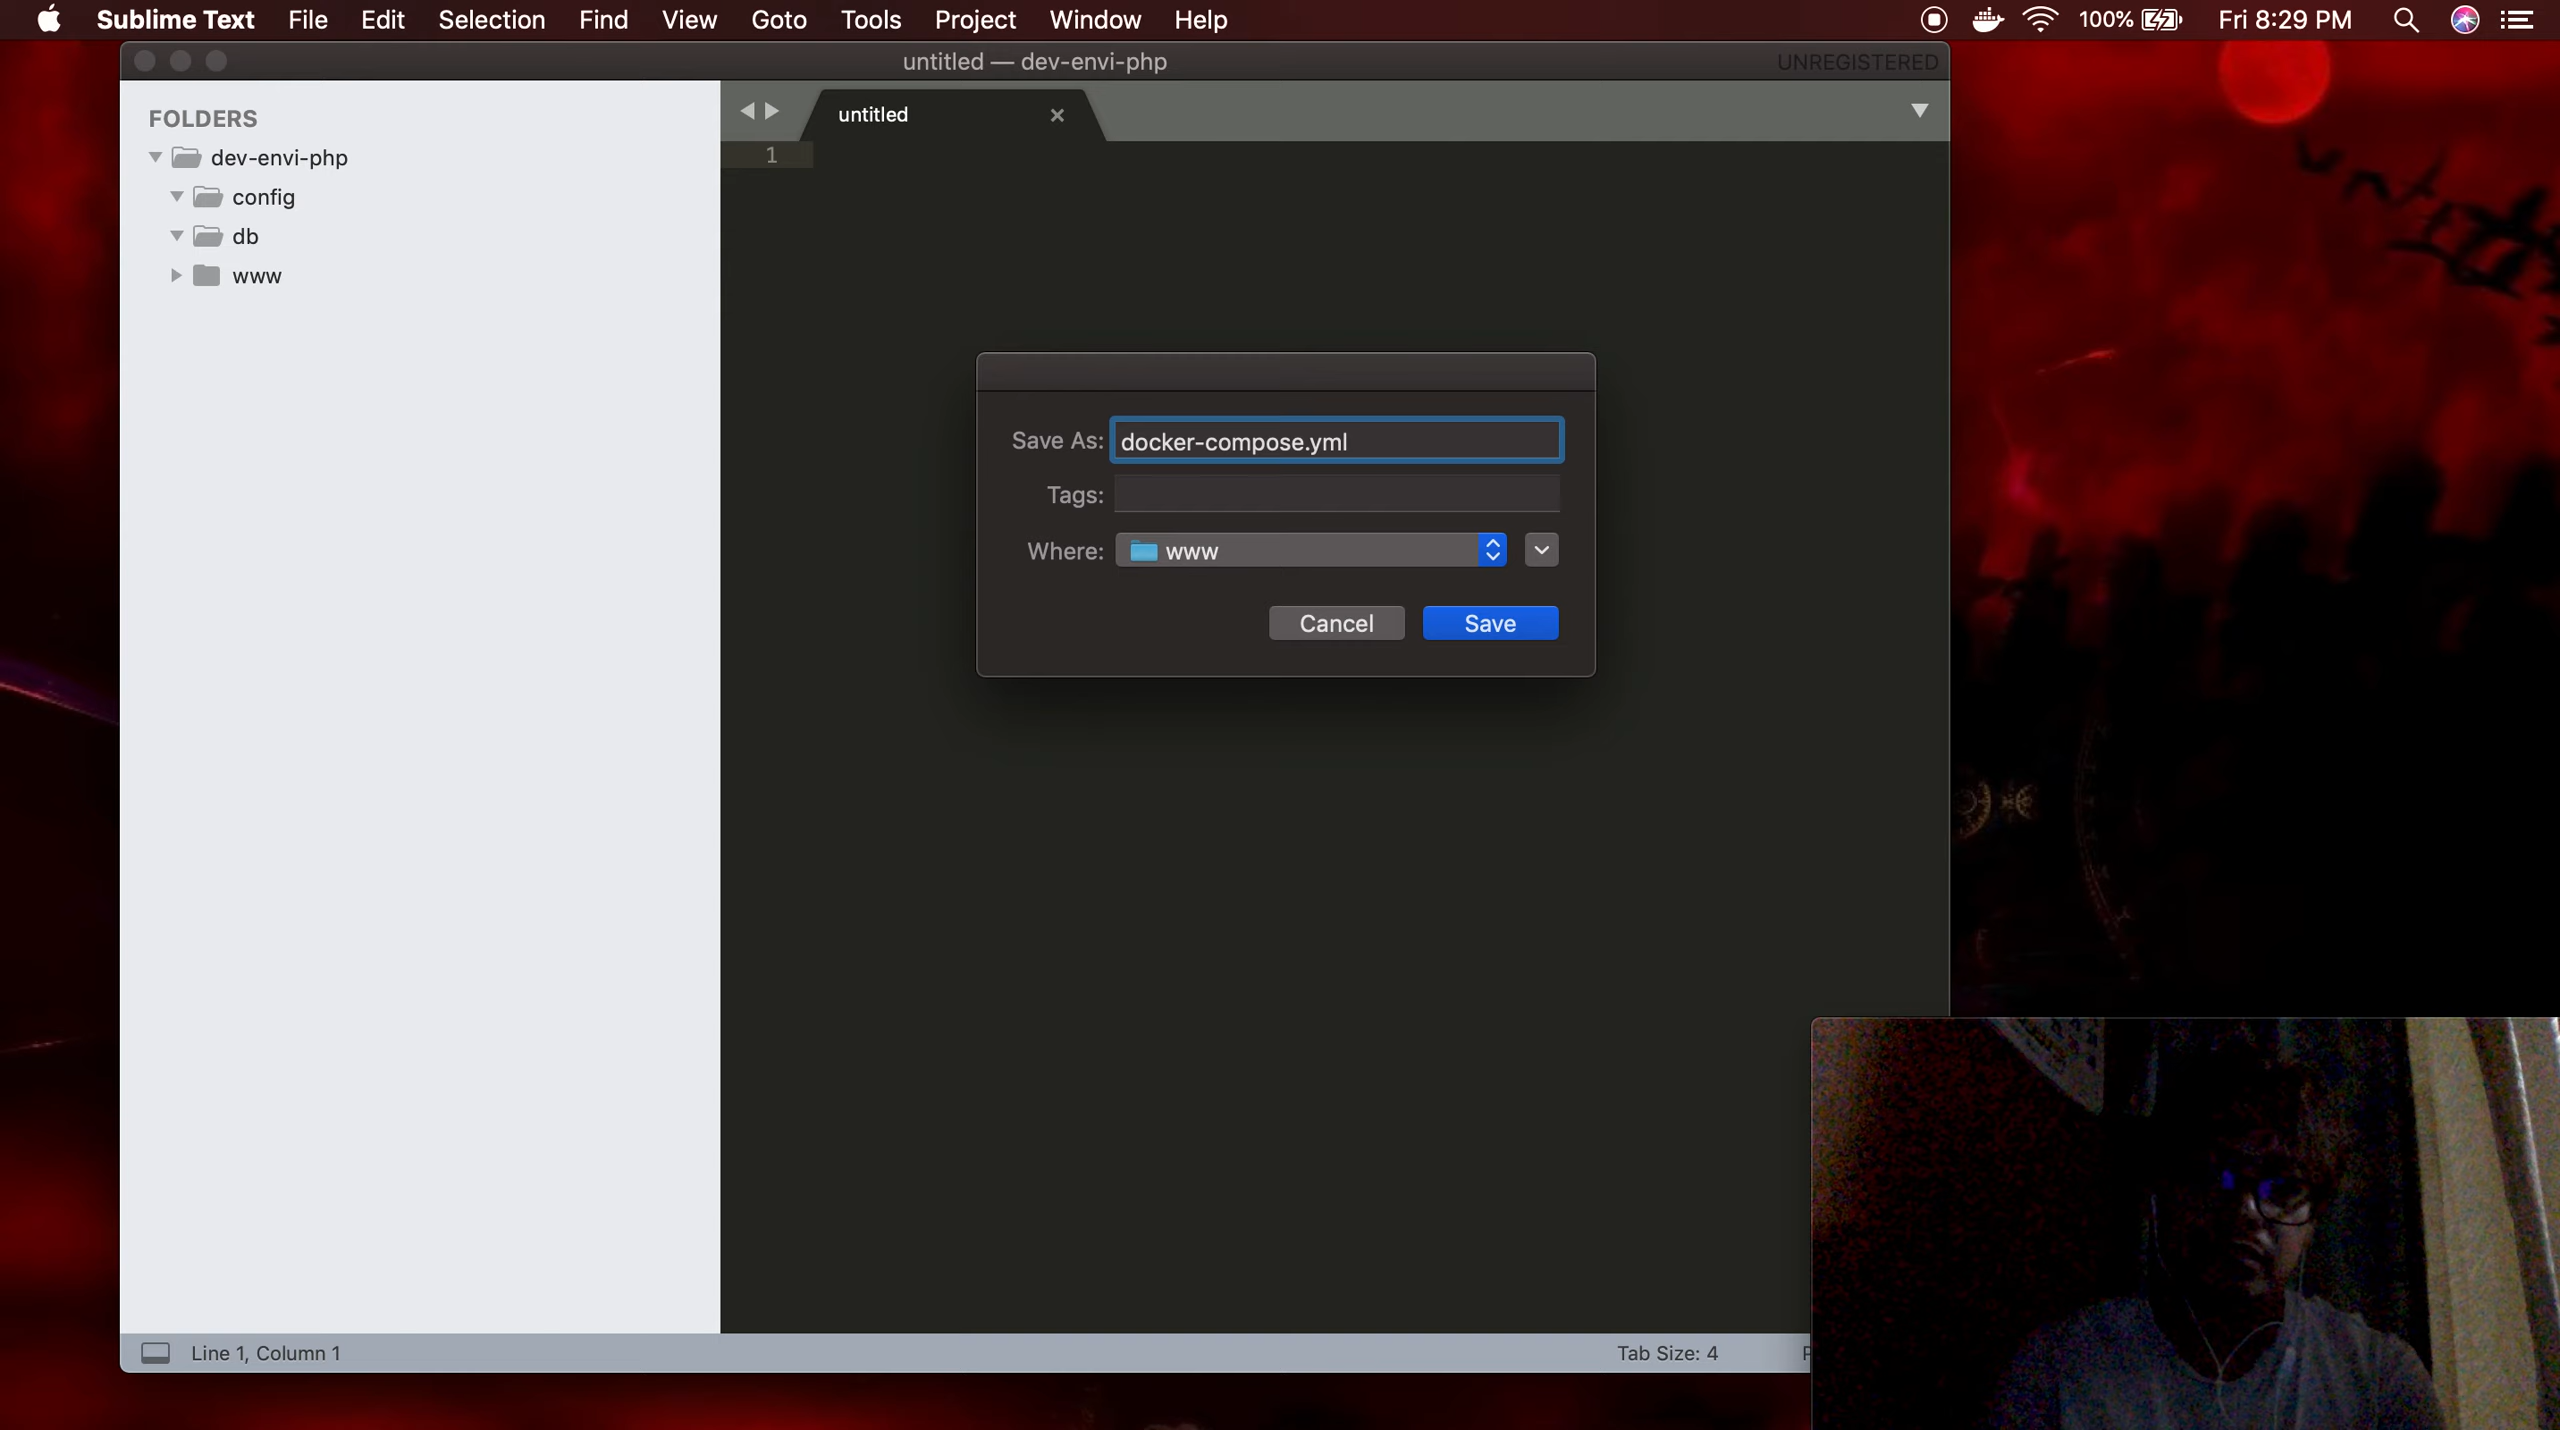 Sublime Text File Edit Selection Find View Goto Tools Project Window Help 100% Fri 8:29 PM
untitled — dev-envi-php UNREGISTERED
FOLDERS
dev-envi-php
config
db
www
untitled
1
Save As: docker-compose.yml
Tags:
Where: www
Cancel Save
Line 1, Column 1 Tab Size: 4